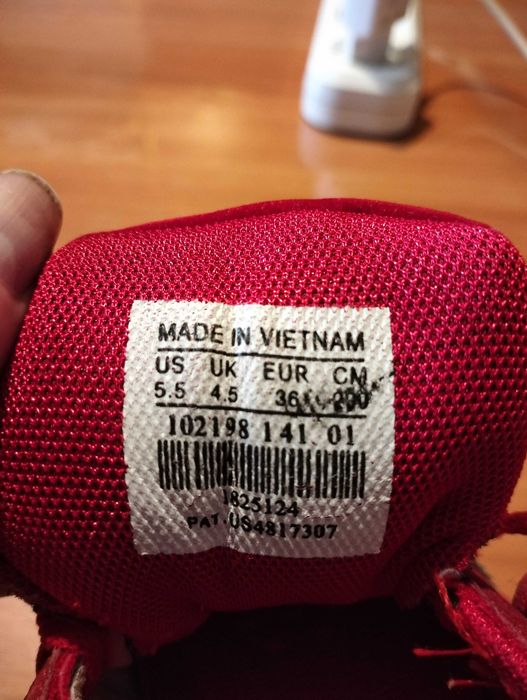 MADE IN VIETNAM
US UK EUR CM
5.5 4.5 36
102198 141 01
1825124
PAT. US4817307